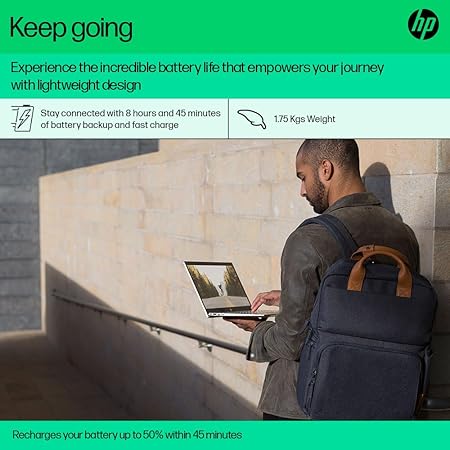 Keep going
hp
Experience the incredible battery life that empowers your journey
with lightweight design
Stay connected with 8 hours and 45 minutes
of battery backup and fast charge
1.75 Kgs Weight
Recharges your battery up to 50% within 45 minutes